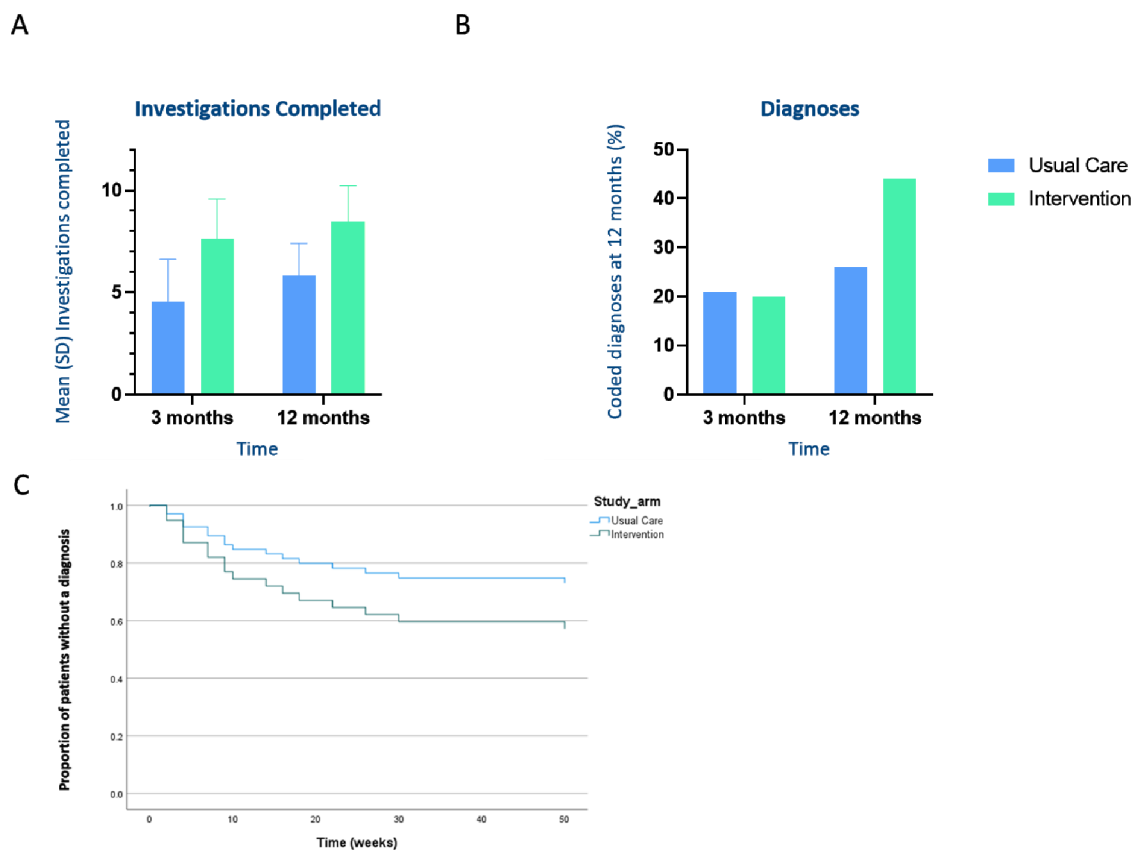 A
B
Investigations Completed
Mean (SD) Investigations completed
10
5
0
3 months
12 months
Time
Diagnoses
Coded diagnoses at 12 months (%)
50
40
30
20
10
0
3 months
12 months
Time
Usual Care
Intervention
C
Proportion of patients without a diagnosis
1.0
0.8
0.6
0.4
0.2
0.0
0
10
20
30
40
50
Time (weeks)
Study_arm
Usual Care
Intervention